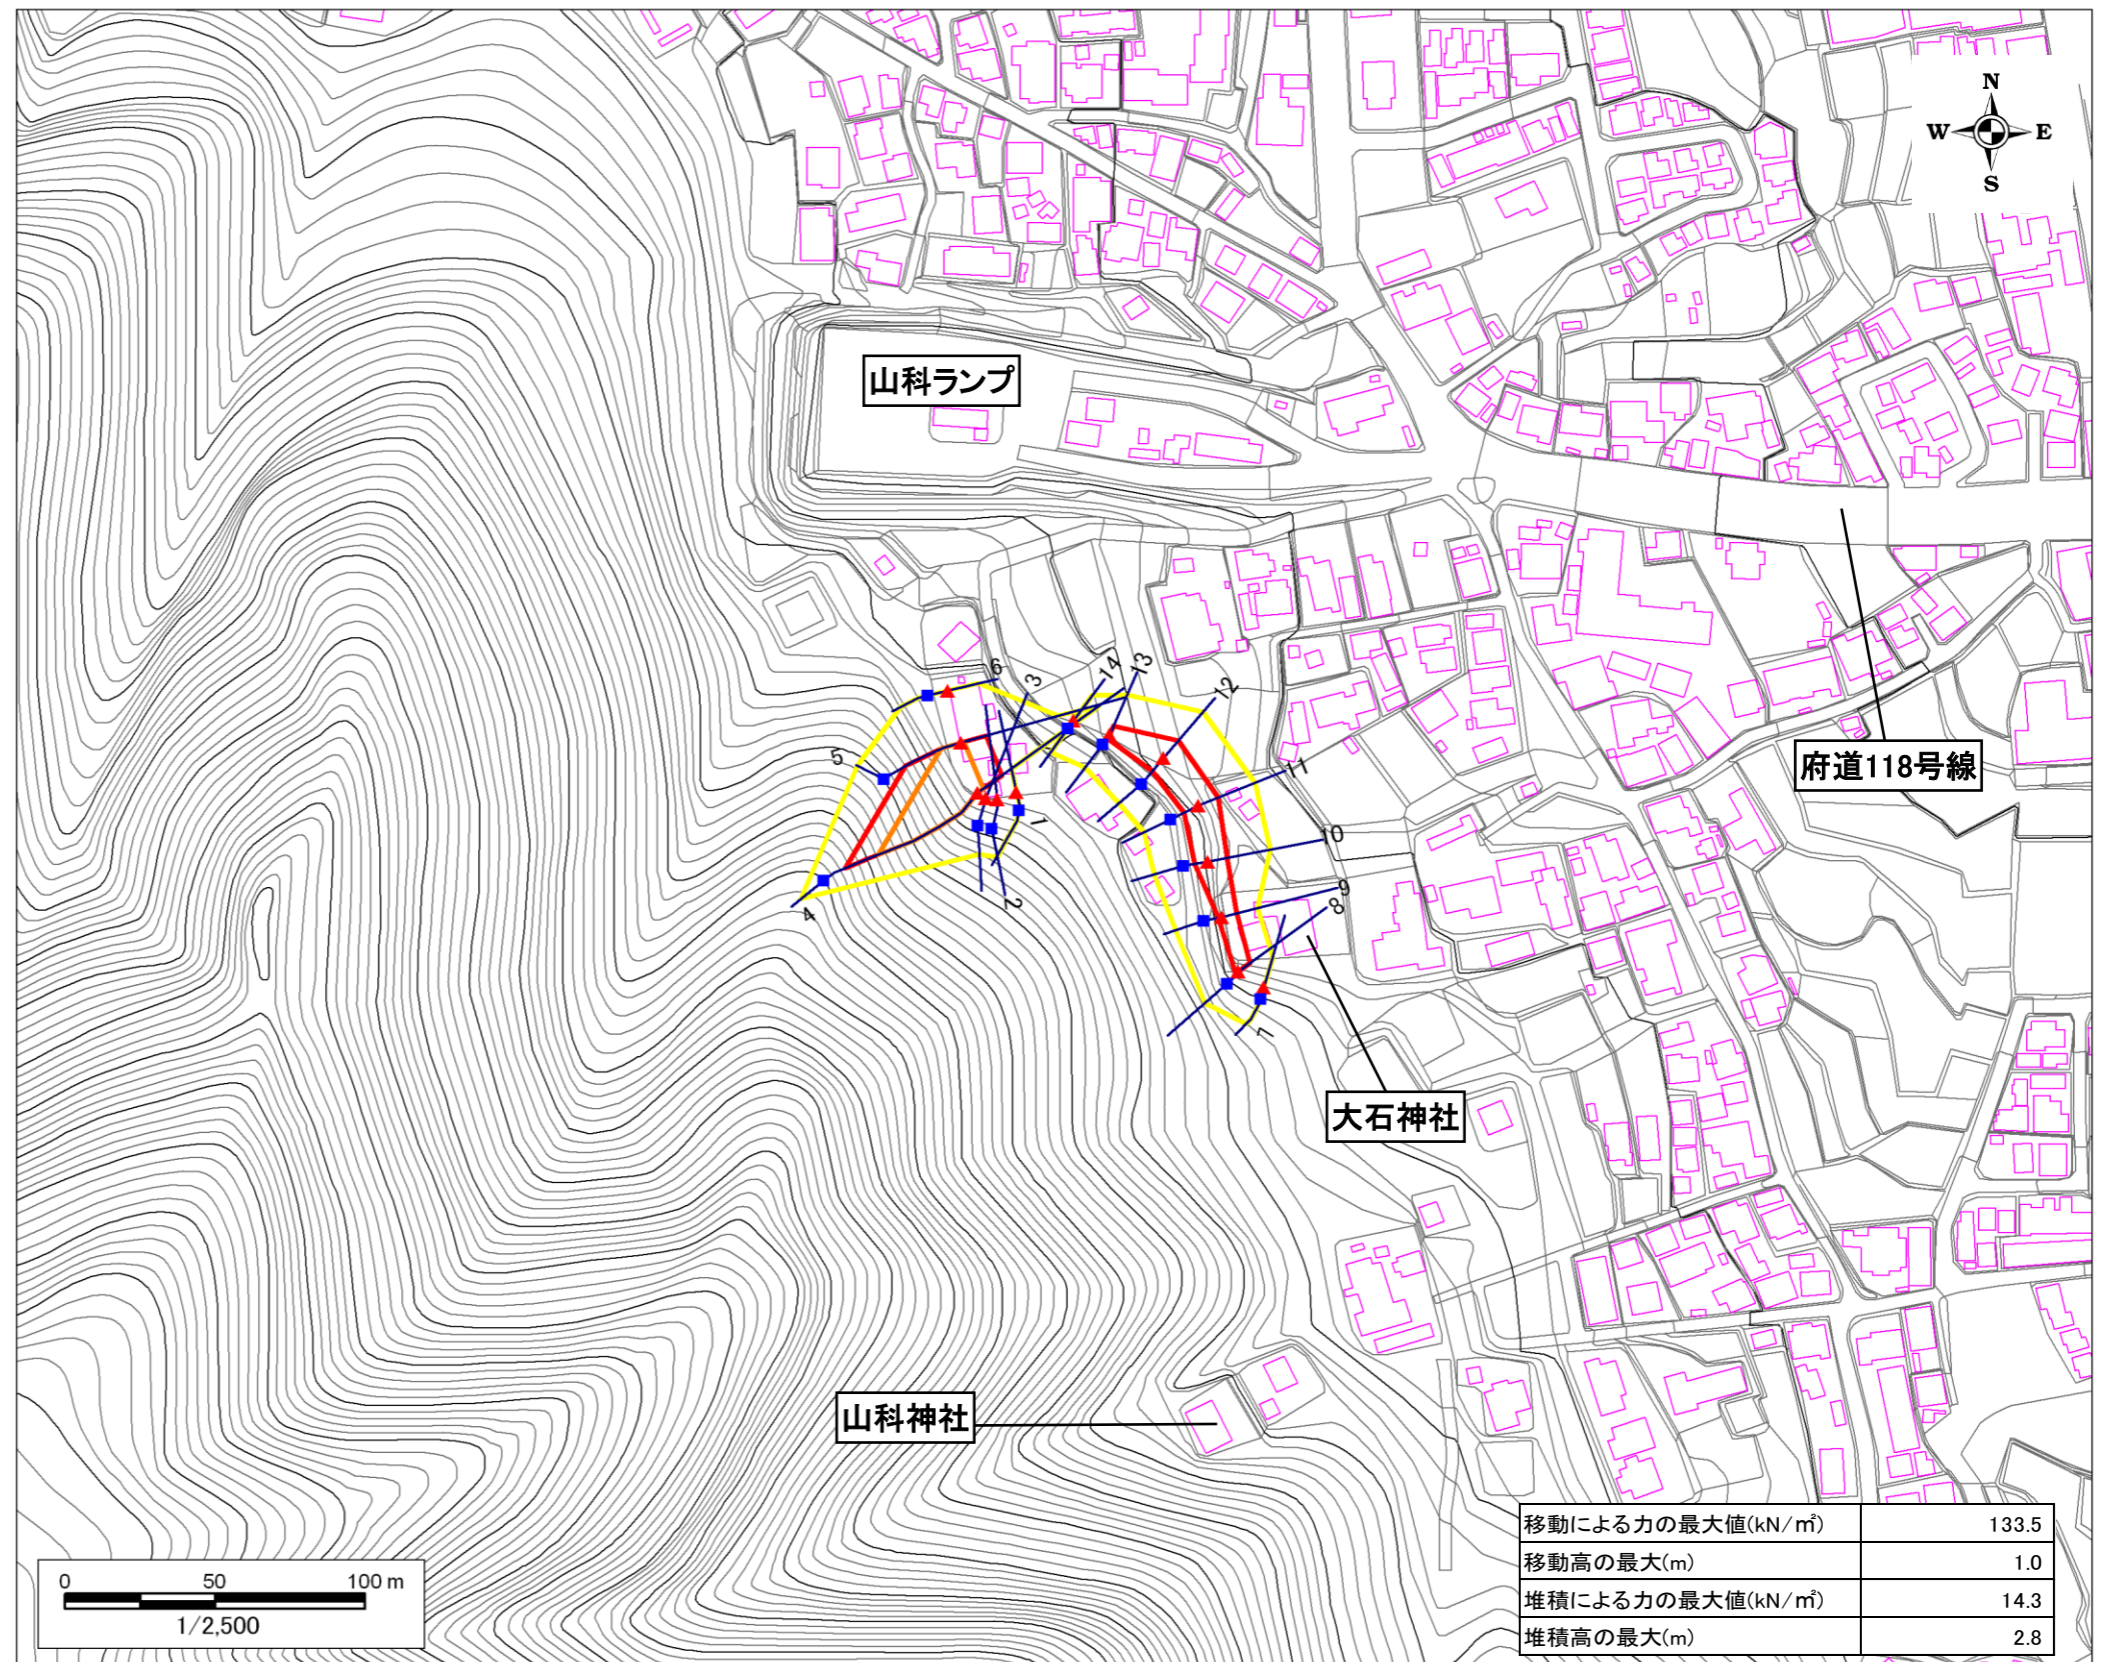 N
W E
S
山科ランプ
6
3
14
13
12
5
府道118号線
11
1
10
9
4
2
8
7
大石神社
山科神社
移動による力の最大値(kN/㎡) 133.5
移動高の最大(m) 1.0
堆積による力の最大値(kN/㎡) 14.3
堆積高の最大(m) 2.8
0 50 100 m
1/2,500